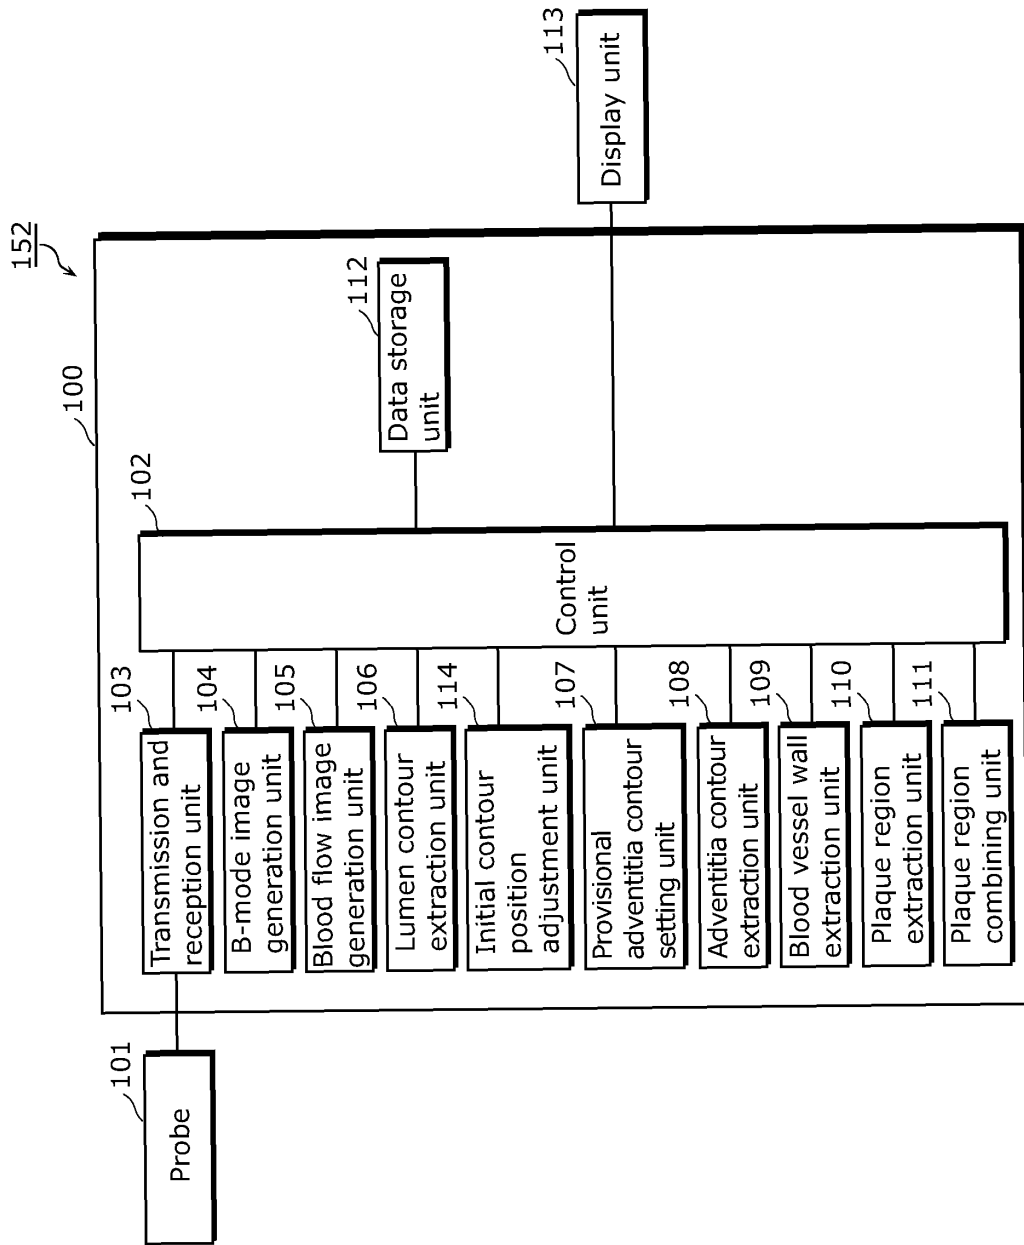 152
100
101
Probe
103
Transmission and
reception unit
104
B-mode image
generation unit
105
Blood flow image
generation unit
106
Lumen contour
extraction unit
114
Initial contour
position
adjustment unit
107
Provisional
adventitia contour
setting unit
108
Adventitia contour
extraction unit
109
Blood vessel wall
extraction unit
110
Plaque region
extraction unit
111
Plaque region
combining unit
102
Control
unit
112
Data storage
unit
113
Display unit